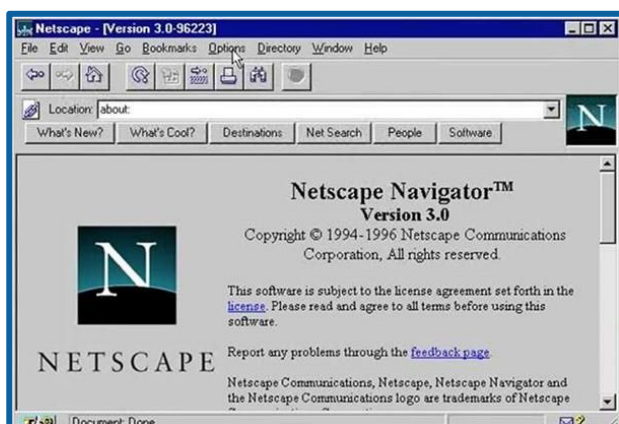 Netscape - [Version 3.0-96223]
File Edit View Go Bookmarks Options Directory Window Help
Location: about:
N
What's New? What's Cool? Destinations Net Search People Software
Netscape Navigator™
Version 3.0
Copyright © 1994-1996 Netscape Communications
Corporation, All rights reserved.
N
NETSCAPE
This software is subject to the license agreement set forth in the
license. Please read and agree to all terms before using this
software.
Report any problems through the feedback page.
Netscape Communications, Netscape, Netscape Navigator and
the Netscape Communications logo are trademarks of Netscape
Document: Done